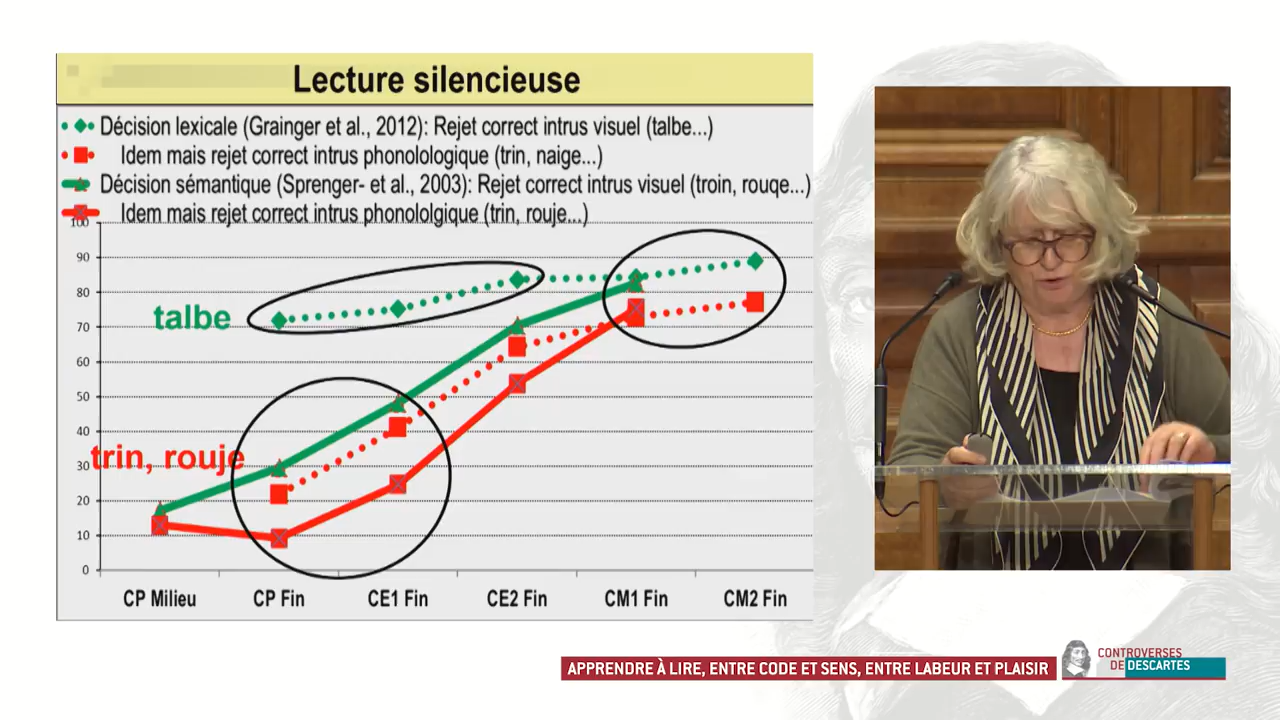 Lecture silencieuse
Décision lexicale (Grainger et al., 2012): Rejet correct intrus visuel (talbe...)
Idem mais rejet correct intrus phonolologique (trin, naige...)
Décision sémantique (Sprenger- et al., 2003): Rejet correct intrus visuel (troin, rouqe...)
Idem mais rejet correct intrus phonololgique (trin, rouje...)
100
90
80
70
60
50
40
30
20
10
0
talbe
trin, rouje
CP Milieu CP Fin CE1 Fin CE2 Fin CM1 Fin CM2 Fin
APPRENDRE À LIRE, ENTRE CODE ET SENS, ENTRE LABEUR ET PLAISIR
CONTROVERSES
DE DESCARTES